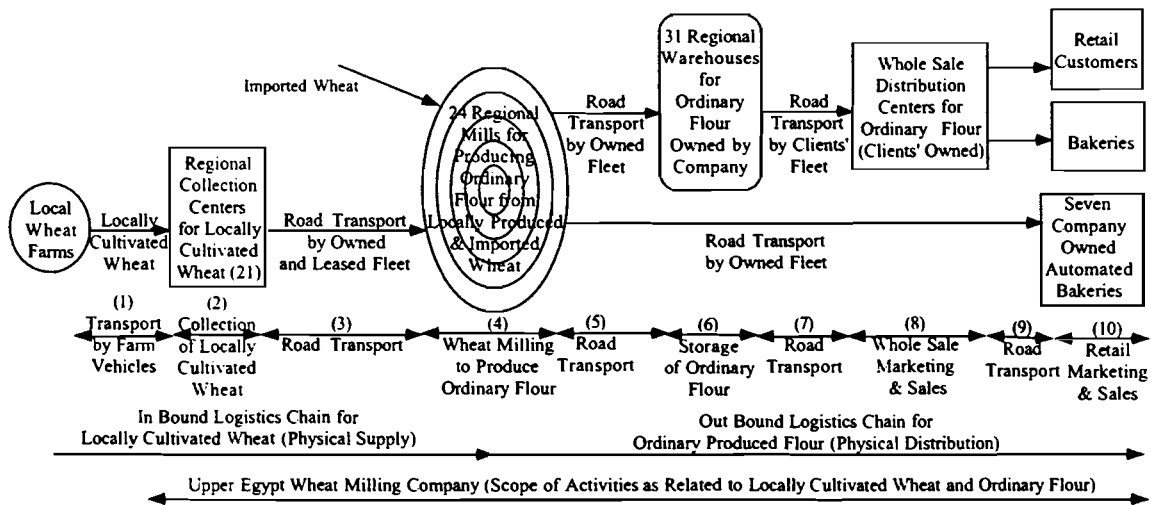 Imported Wheat
Local
Wheat
Farms
Locally
Cultivated
Wheat
Regional
Collection
Centers
for Locally
Cultivated
Wheat (21)
Road Transport
by Owned
and Leased Fleet
24 Regional
Mills for
Producing
Ordinary
Flour from
Locally Produced
& Imported
Wheat
Road
Transport
by Owned
Fleet
31 Regional
Warehouses
for
Ordinary
Flour
Owned by
Company
Road
Transport
by Clients'
Fleet
Whole Sale
Distribution
Centers for
Ordinary Flour
(Clients' Owned)
Retail
Customers
Bakeries
Road Transport
by Owned Fleet
Seven
Company
Owned
Automated
Bakeries
(1)
Transport
by Farm
Vehicles
(2)
Collection
of Locally
Cultivated
Wheat
(3)
Road Transport
(4)
Wheat Milling
to Produce
Ordinary Flour
(5)
Road
Transport
(6)
Storage
of Ordinary
Flour
(7)
Road
Transport
(8)
Whole Sale
Marketing
& Sales
(9)
Road
Transport
(10)
Retail
Marketing
& Sales
In Bound Logistics Chain for
Locally Cultivated Wheat (Physical Supply)
Out Bound Logistics Chain for
Ordinary Produced Flour (Physical Distribution)
Upper Egypt Wheat Milling Company (Scope of Activities as Related to Locally Cultivated Wheat and Ordinary Flour)